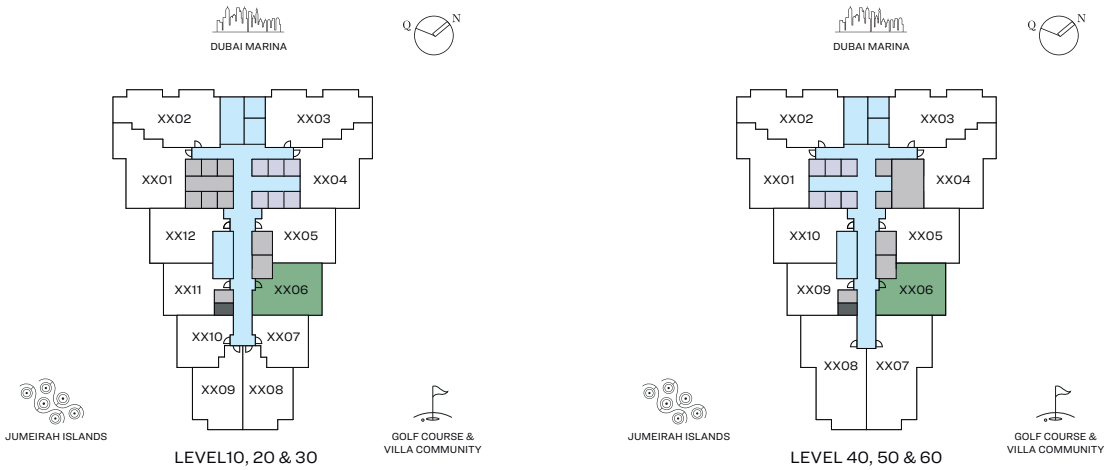 DUBAI MARINA
Q N
XX02 XX03
XX01 XX04
XX12 XX05
XX11 XX06
XX10 XX07
XX09 XX08
JUMEIRAH ISLANDS
GOLF COURSE &
VILLA COMMUNITY
LEVEL10, 20 & 30
DUBAI MARINA
Q N
XX02 XX03
XX01 XX04
XX10 XX05
XX09 XX06
XX08 XX07
JUMEIRAH ISLANDS
GOLF COURSE &
VILLA COMMUNITY
LEVEL 40, 50 & 60